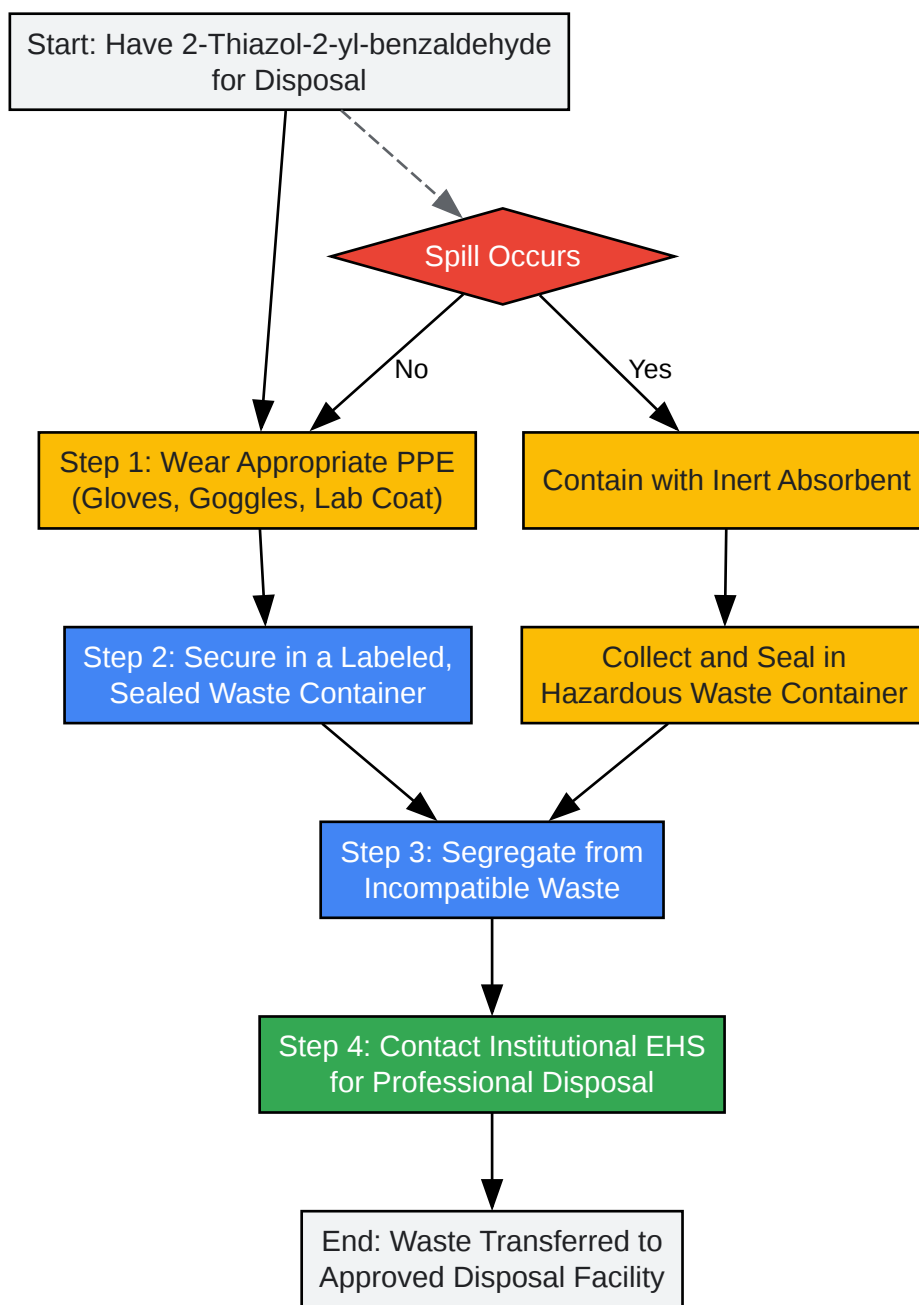 Start: Have 2-Thiazol-2-yl-benzaldehyde
for Disposal
Spill Occurs
No
Yes
Step 1: Wear Appropriate PPE
(Gloves, Goggles, Lab Coat)
Contain with Inert Absorbent
Step 2: Secure in a Labeled,
Sealed Waste Container
Collect and Seal in
Hazardous Waste Container
Step 3: Segregate from
Incompatible Waste
Step 4: Contact Institutional EHS
for Professional Disposal
End: Waste Transferred to
Approved Disposal Facility